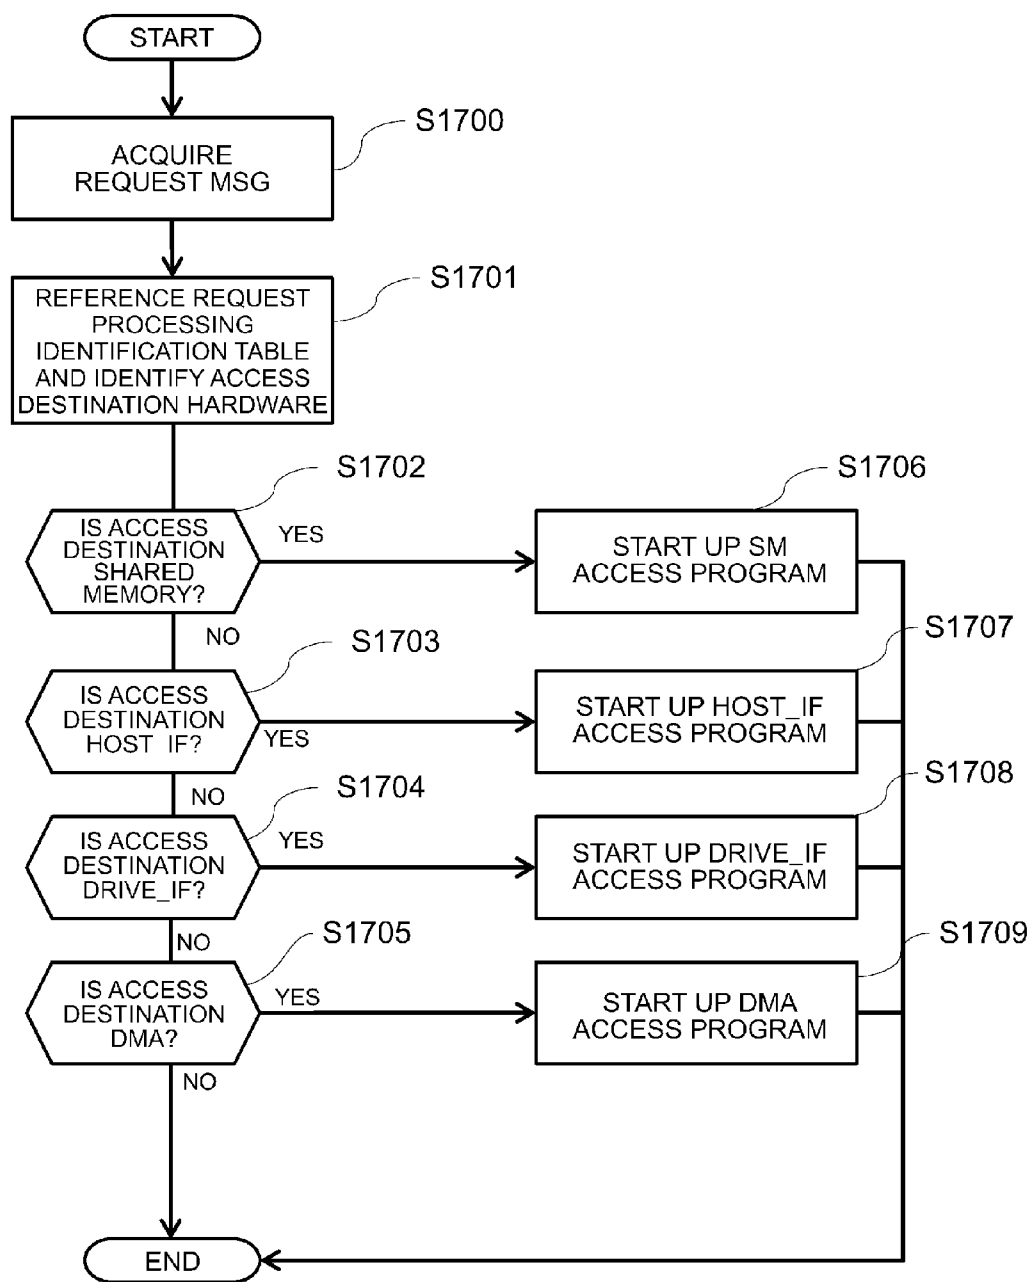 START
S1700
ACQUIRE
REQUEST MSG
S1701
REFERENCE REQUEST
PROCESSING
IDENTIFICATION TABLE
AND IDENTIFY ACCESS
DESTINATION HARDWARE
S1702
IS ACCESS
DESTINATION
SHARED
MEMORY?
YES
NO
S1706
START UP SM
ACCESS PROGRAM
S1703
IS ACCESS
DESTINATION
HOST_IF?
YES
NO
S1707
START UP HOST_IF
ACCESS PROGRAM
S1704
IS ACCESS
DESTINATION
DRIVE_IF?
YES
NO
S1708
START UP DRIVE_IF
ACCESS PROGRAM
S1705
IS ACCESS
DESTINATION
DMA?
YES
NO
S1709
START UP DMA
ACCESS PROGRAM
END